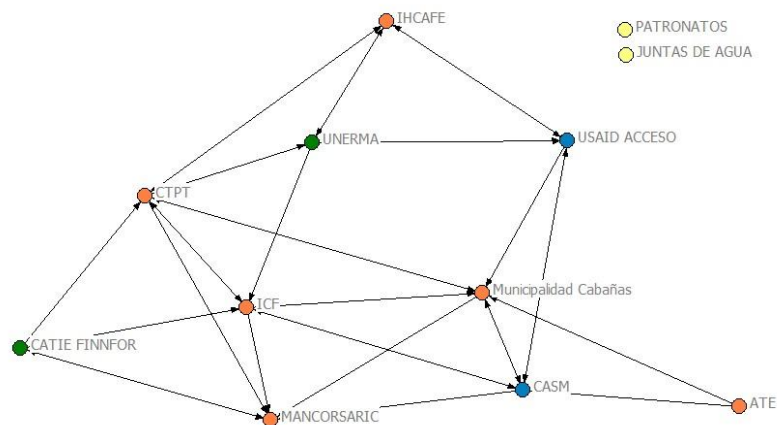 IHCAFE
PATRONATOS
JUNTAS DE AGUA
UNERMA
USAID ACCESO
CTPT
Municipalidad Cabañas
ICF
CATIE FINNFOR
CASM
ATE
MANCORSARIC